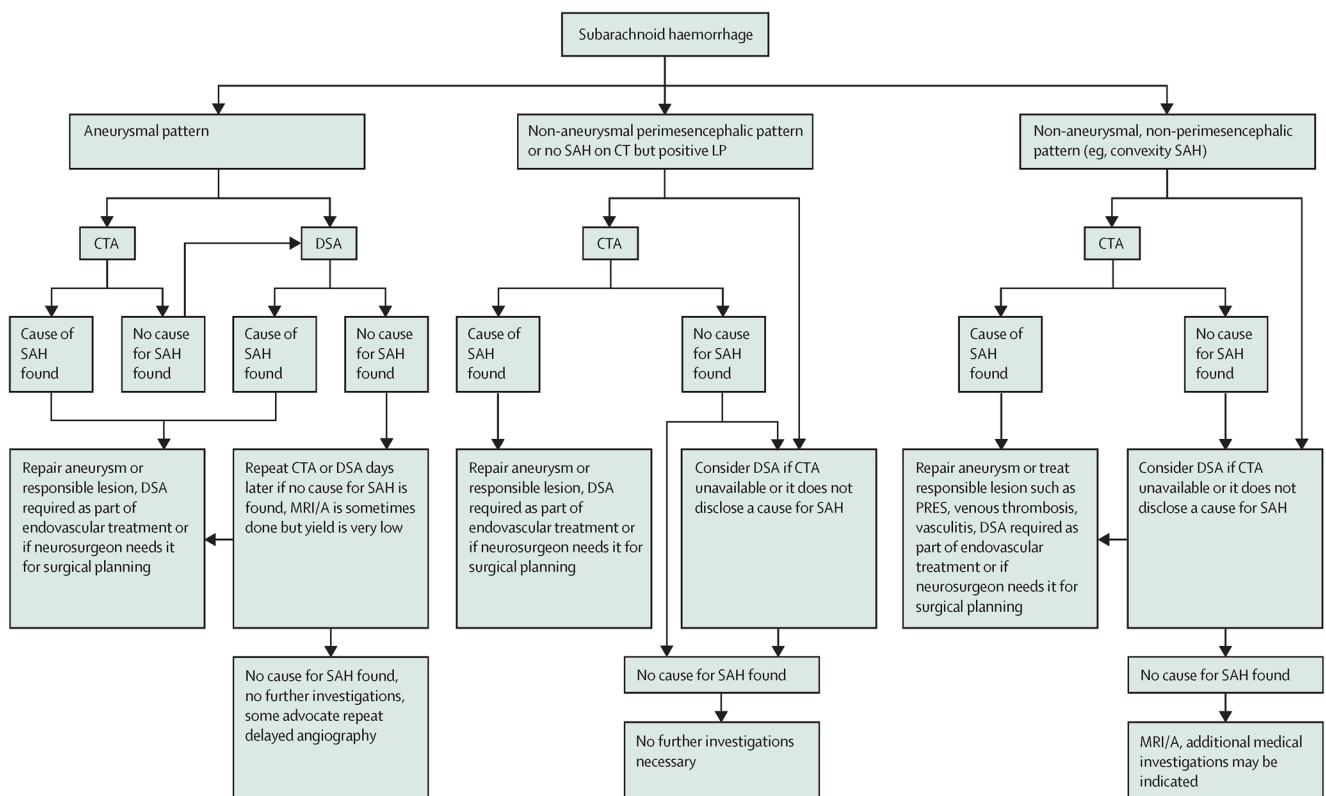 Subarachnoid haemorrhage
Aneurysmal pattern
Non-aneurysmal perimesencephalic pattern
or no SAH on CT but positive LP
Non-aneurysmal, non-perimesencephalic
pattern (eg, convexity SAH)
CTA
DSA
CTA
CTA
Cause of
SAH
found
No cause
for SAH
found
Cause of
SAH
found
No cause
for SAH
found
Cause of
SAH
found
No cause
for SAH
found
Cause of
SAH
found
No cause
for SAH
found
Repair aneurysm or
responsible lesion, DSA
required as part of
endovascular treatment or
if neurosurgeon needs it
for surgical planning
Repeat CTA or DSA days
later if no cause for SAH is
found, MRI/A is sometimes
done but yield is very low
Repair aneurysm or
responsible lesion, DSA
required as part of
endovascular treatment or
if neurosurgeon needs it for
surgical planning
Consider DSA if CTA
unavailable or it does not
disclose a cause for SAH
Repair aneurysm or treat
responsible lesion such as
PRES, venous thrombosis,
vasculitis, DSA required as
part of endovascular
treatment or if
neurosurgeon needs it for
surgical planning
Consider DSA if CTA
unavailable or it does not
disclose a cause for SAH
No cause for SAH found,
no further investigations,
some advocate repeat
delayed angiography
No cause for SAH found
No cause for SAH found
No further investigations
necessary
MRI/A, additional medical
investigations may be
indicated